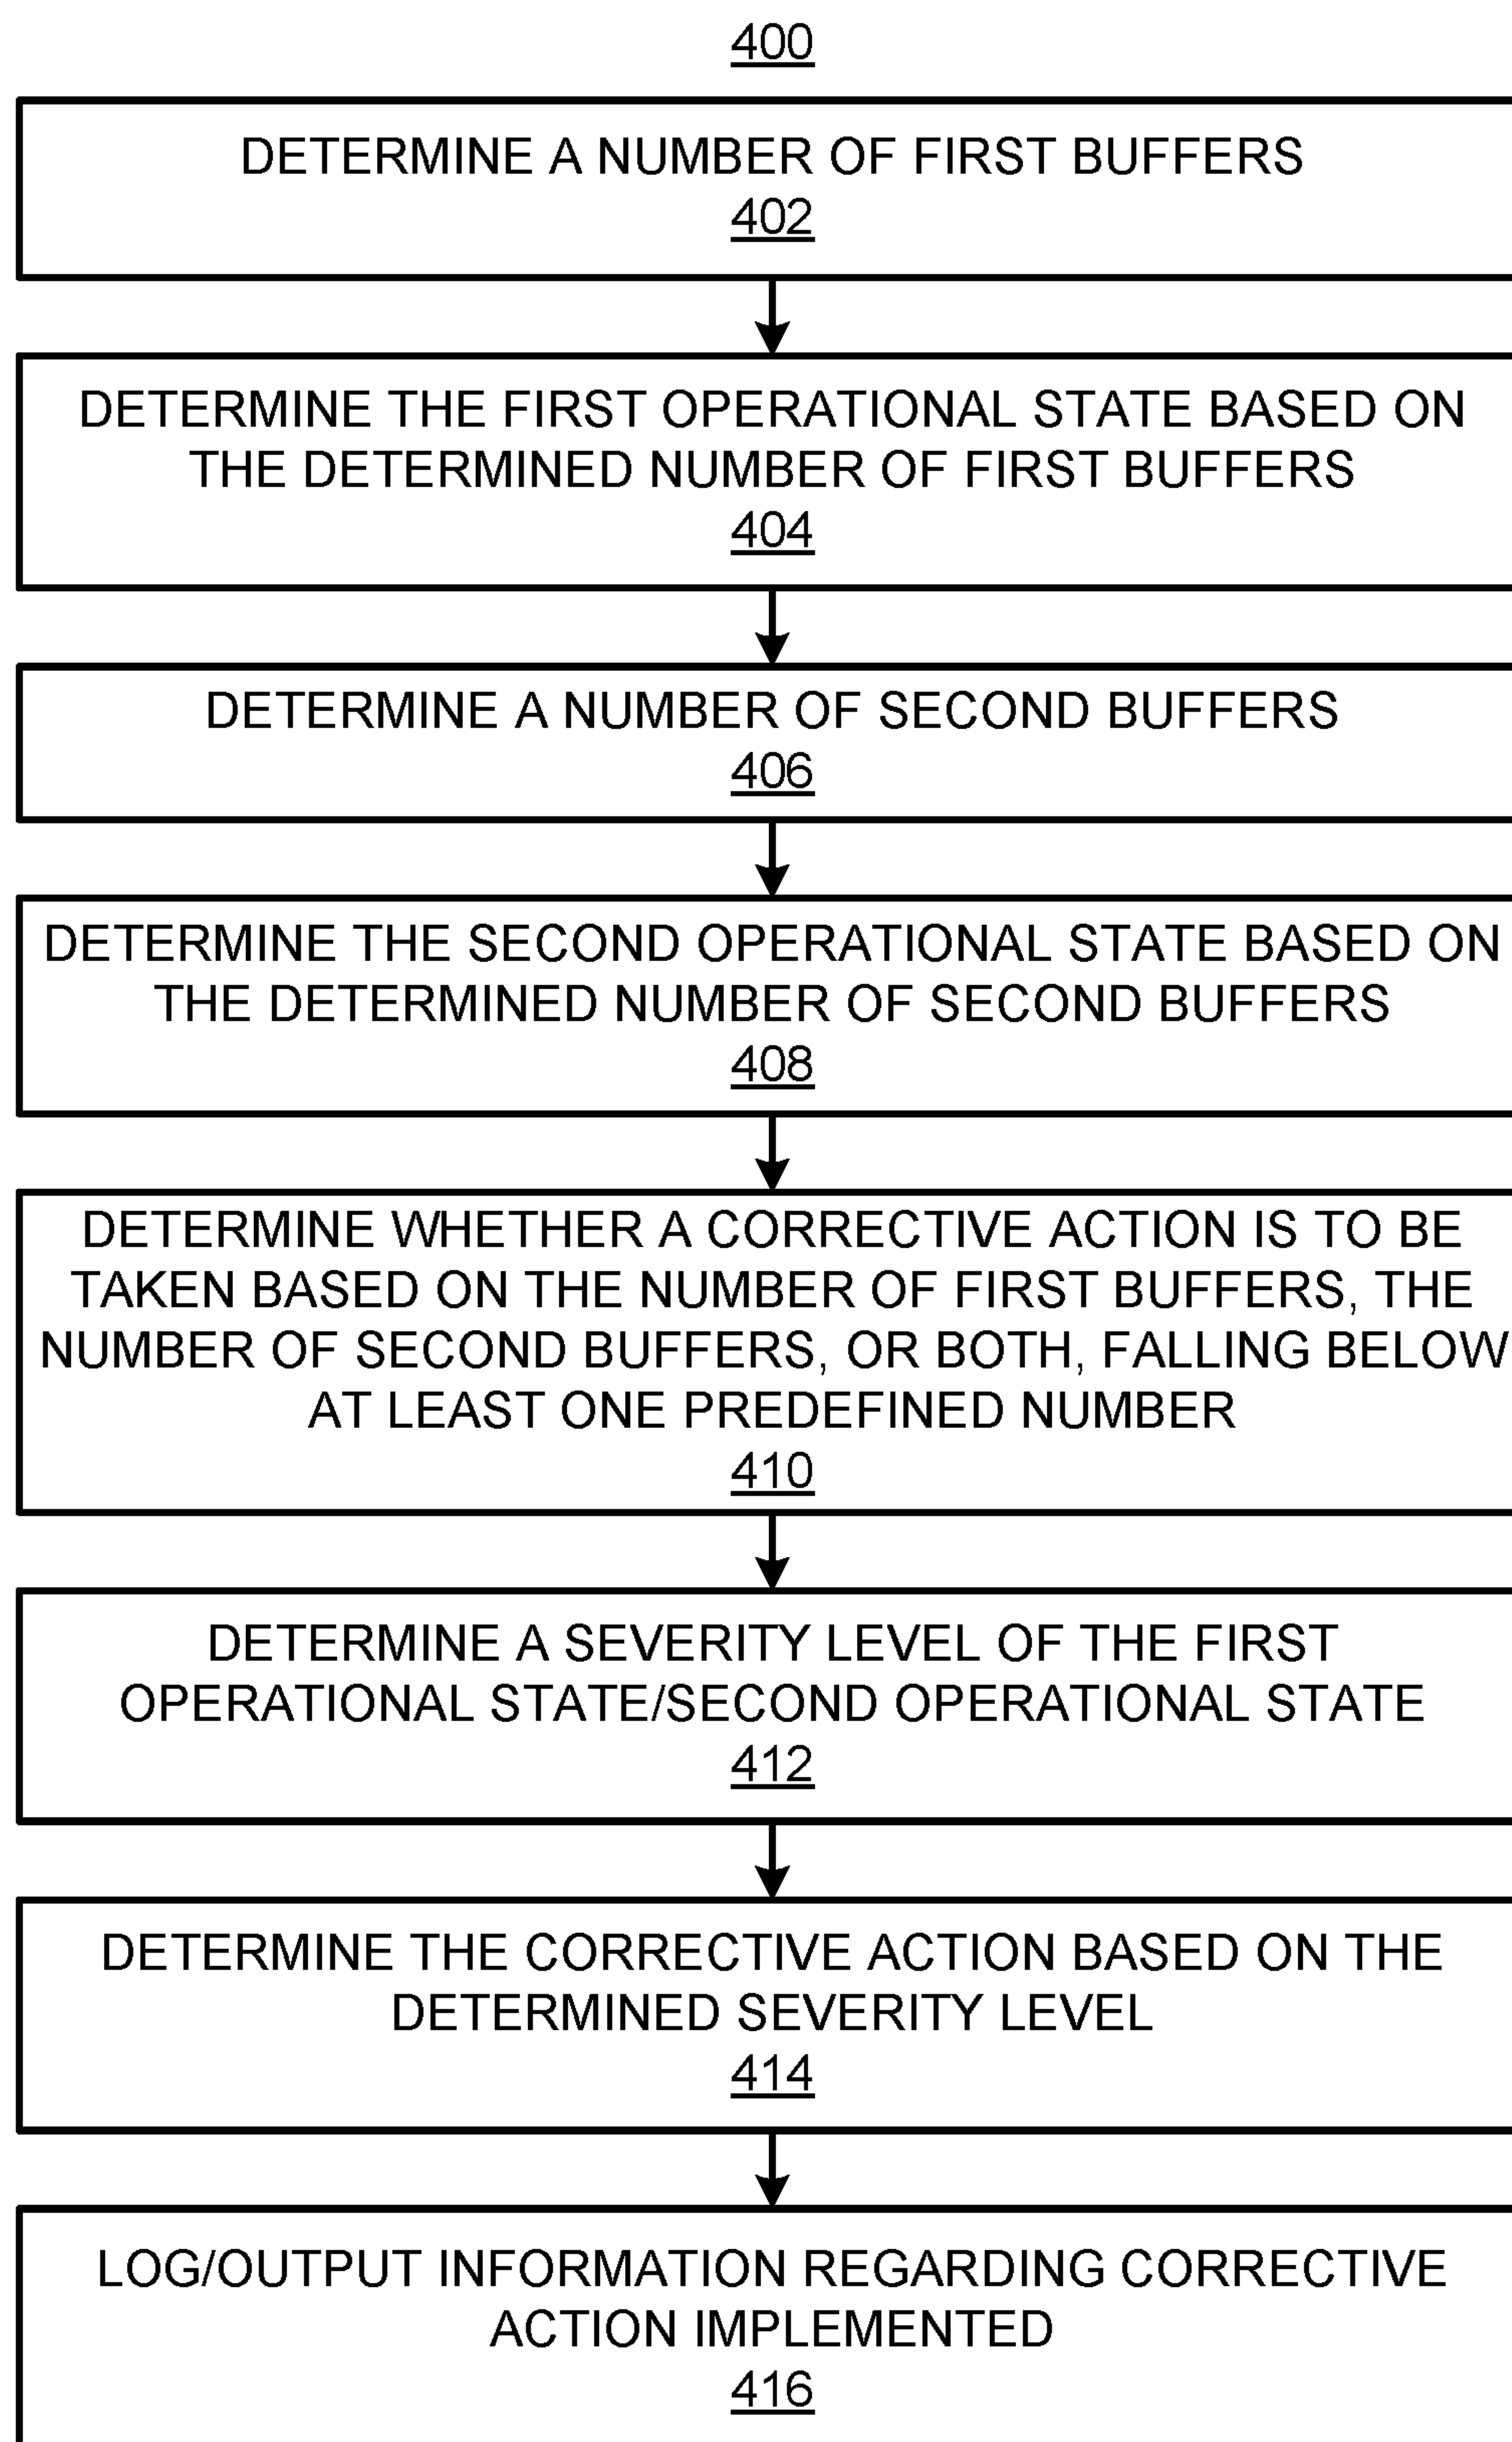 400
DETERMINE A NUMBER OF FIRST BUFFERS
402
DETERMINE THE FIRST OPERATIONAL STATE BASED ON
THE DETERMINED NUMBER OF FIRST BUFFERS
404
DETERMINE A NUMBER OF SECOND BUFFERS
406
DETERMINE THE SECOND OPERATIONAL STATE BASED ON
THE DETERMINED NUMBER OF SECOND BUFFERS
408
DETERMINE WHETHER A CORRECTIVE ACTION IS TO BE
TAKEN BASED ON THE NUMBER OF FIRST BUFFERS, THE
NUMBER OF SECOND BUFFERS, OR BOTH, FALLING BELOW
AT LEAST ONE PREDEFINED NUMBER
410
DETERMINE A SEVERITY LEVEL OF THE FIRST
OPERATIONAL STATE/SECOND OPERATIONAL STATE
412
DETERMINE THE CORRECTIVE ACTION BASED ON THE
DETERMINED SEVERITY LEVEL
414
LOG/OUTPUT INFORMATION REGARDING CORRECTIVE
ACTION IMPLEMENTED
416